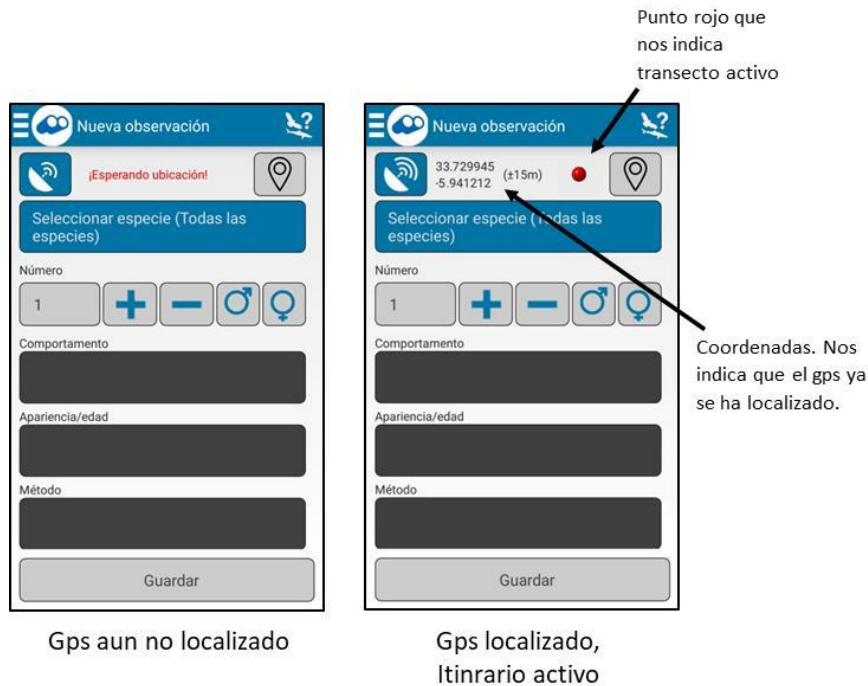 Punto rojo que
nos indica
transecto activo
Nueva observación
?
¡Esperando ubicación!
Seleccionar especie (Todas las
especies)
Número
1
Comportamento
Apariencia/edad
Método
Guardar
Gps aun no localizado
Nueva observación
?
33.729945
-5.941212
(±15m)
Seleccionar especie (Todas las
especies)
Número
1
Comportamento
Apariencia/edad
Método
Guardar
Gps localizado,
Itinrario activo
Coordenadas. Nos
indica que el gps ya
se ha localizado.